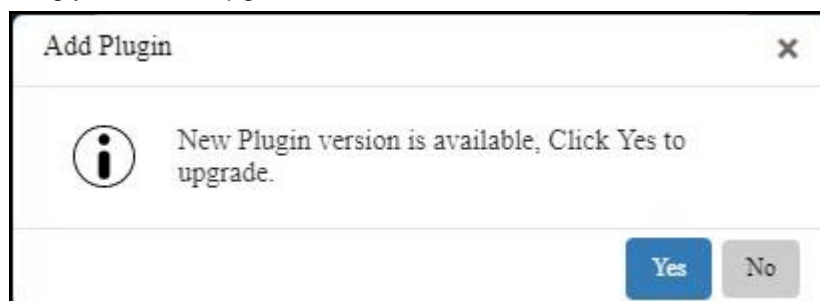 Add Plugin
×
New Plugin version is available, Click Yes to
upgrade.
Yes No